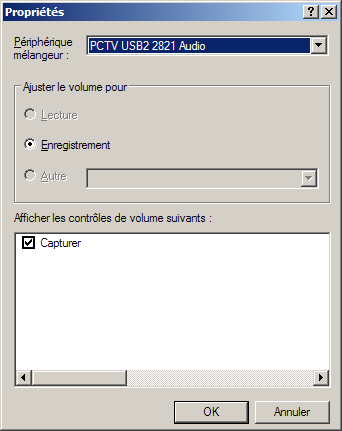 Propriétés
Périphérique
mélangeur :
PCTV USB2 2821 Audio
Ajuster le volume pour
Lecture
Enregistrement
Autre
Afficher les contrôles de volume suivants :
Capturer
OK
Annuler